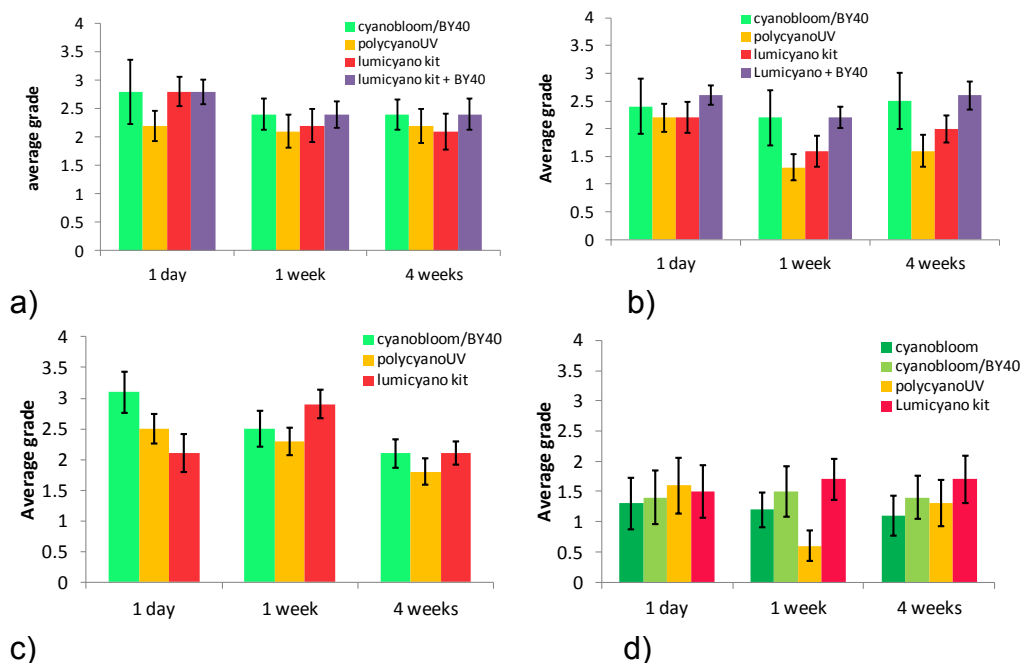 4
3.5
3
2.5
2
1.5
1
0.5
0
average grade
cyanobloom/BY40
polycyanoUV
lumicyano kit
lumicyano kit + BY40
1 day
1 week
4 weeks
a)
4
3.5
3
2.5
2
1.5
1
0.5
0
Average grade
cyanobloom/BY40
polycyanoUV
lumicyano kit
Lumicyano + BY40
1 day
1 week
4 weeks
b)
4
3.5
3
2.5
2
1.5
1
0.5
0
Average grade
cyanobloom/BY40
polycyanoUV
lumicyano kit
1 day
1 week
4 weeks
c)
4
3.5
3
2.5
2
1.5
1
0.5
0
Average grade
cyanobloom
cyanobloom/BY40
polycyanoUV
Lumicyano kit
1 day
1 week
4 weeks
d)